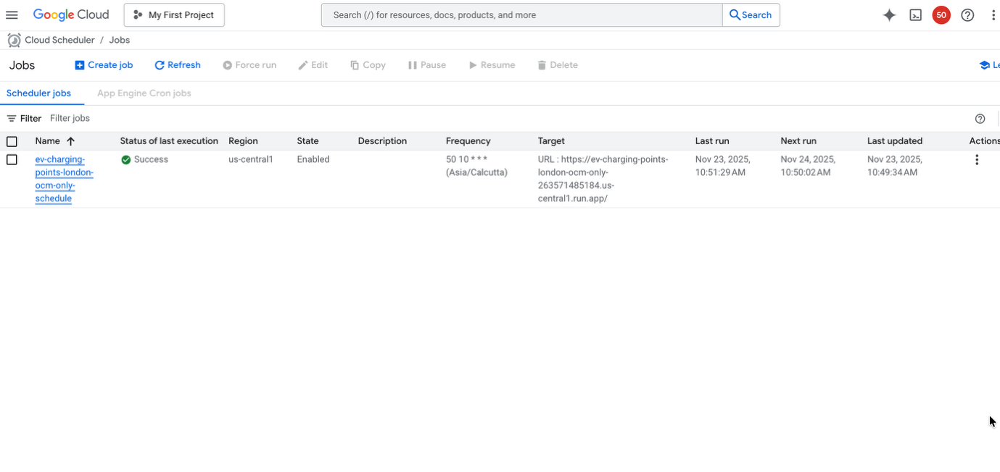 Google Cloud
My First Project
Search (/) for resources, docs, products, and more
Search
50
Cloud Scheduler / Jobs
Jobs
Create job
Refresh
Force run
Edit
Copy
Pause
Resume
Delete
Le
Scheduler jobs
App Engine Cron jobs
Filter
Filter jobs
Name
Status of last execution
Region
State
Description
Frequency
Target
Last run
Next run
Last updated
Actions
ev-charging-
points-london-
ocm-only-
schedule
Success
us-central1
Enabled
50 10 * * *
(Asia/Calcutta)
URL : https://ev-charging-points-
london-ocm-only-
263571485184.us-
central1.run.app/
Nov 23, 2025,
10:51:29 AM
Nov 24, 2025,
10:50:02 AM
Nov 23, 2025,
10:49:34 AM